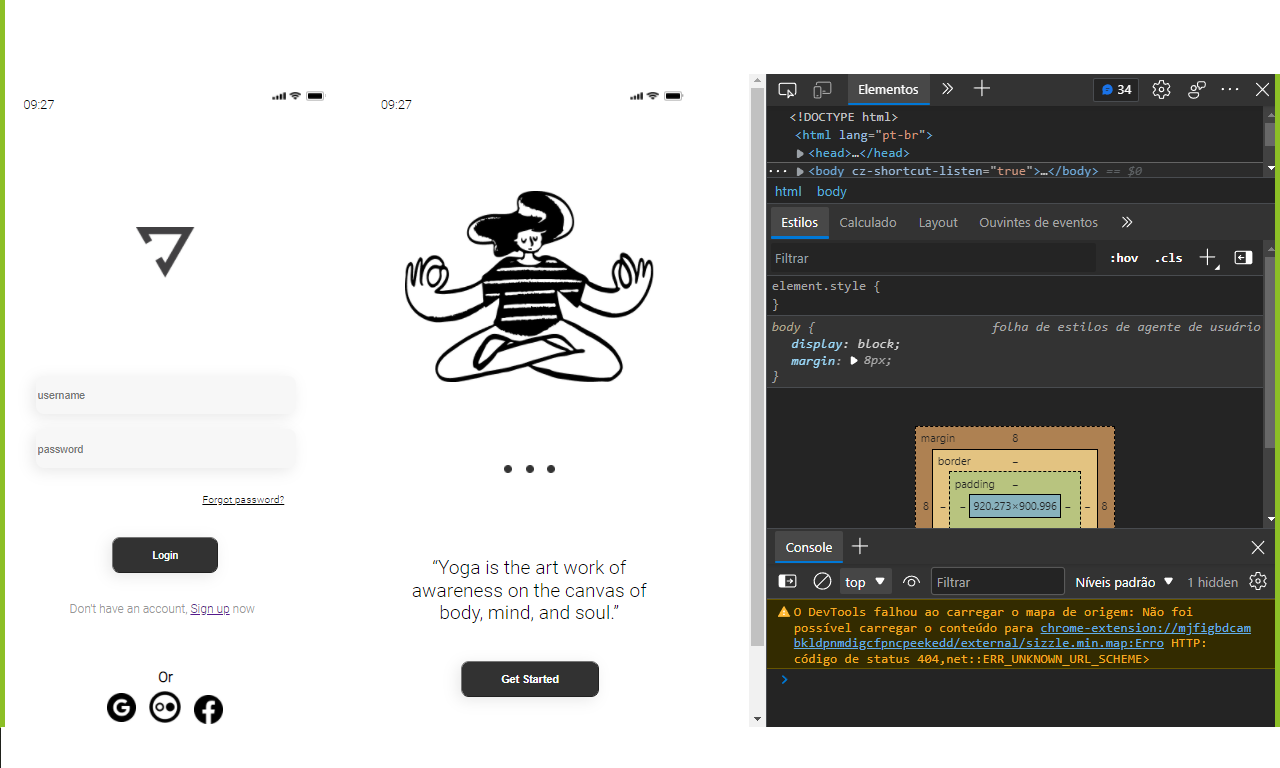 09:27
username
password
Forgot password?
Login
Don't have an account, Sign up now
Or
09:27
“Yoga is the art work of
awareness on the canvas of
body, mind, and soul.”
Get Started
Elementos
34
<!DOCTYPE html>
<html lang="pt-br">
<head>…</head>
<body cz-shortcut-listen="true">…</body> == $0
html body
Estilos Calculado Layout Ouvintes de eventos
Filtrar :hov .cls
element.style {
}
body { folha de estilos de agente de usuário
display: block;
margin: 8px;
}
margin 8
border –
padding –
8 – – 920.273×900.996 – – 8
Console
top Filtrar Níveis padrão 1 hidden
O DevTools falhou ao carregar o mapa de origem: Não foi
possível carregar o conteúdo para chrome-extension://mjfigbdcam
bkldpnmdigcfpncpeekedd/external/sizzle.min.map:Erro HTTP:
código de status 404,net::ERR_UNKNOWN_URL_SCHEME>